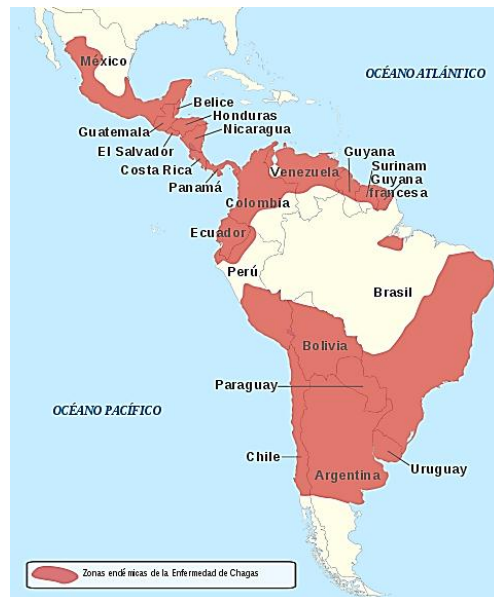 México
OCÉANO ATLÁNTICO
Belice
Honduras
Guatemala
Nicaragua
El Salvador
Costa Rica
Panamá
Guyana
Surinam
Guyana
francesa
Venezuela
Colombia
Ecuador
Perú
Brasil
Bolivia
Paraguay
OCÉANO PACÍFICO
Chile
Argentina
Uruguay
Zonas endémicas de la Enfermedad de Chagas